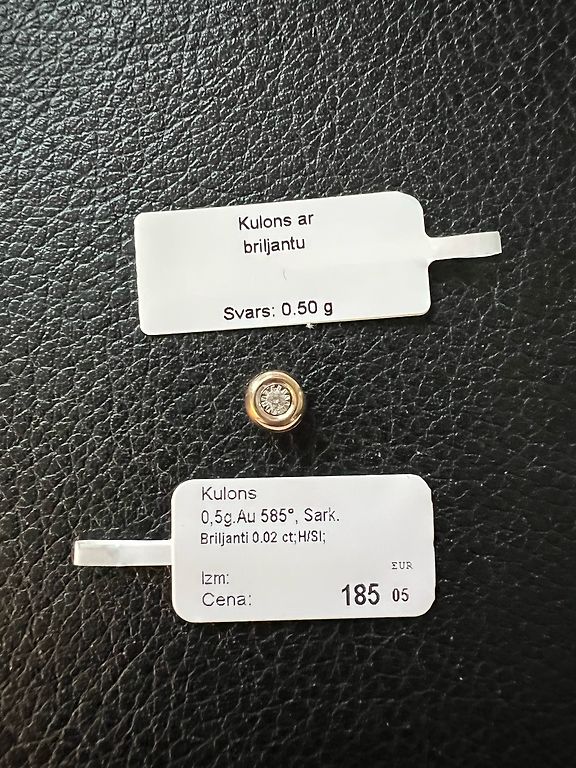 Kulons ar
briljantu
Svars: 0.50 g
Kulons
0,5g.Au 585°, Sark.
Briljanti 0.02 ct;H/SI;
EUR
Izm:
Cena: 185 05